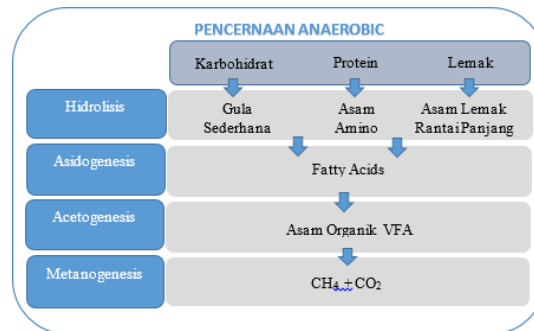 PENCERNAAN ANAEROBIC
Karbohidrat Protein Lemak
Hidrolisis
Gula
Sederhana
Asam
Amino
Asam Lemak
Rantai Panjang
Asidogenesis
Fatty Acids
Acetogenesis
Asam Organik VFA
Metanogenesis
CH₄ +CO₂